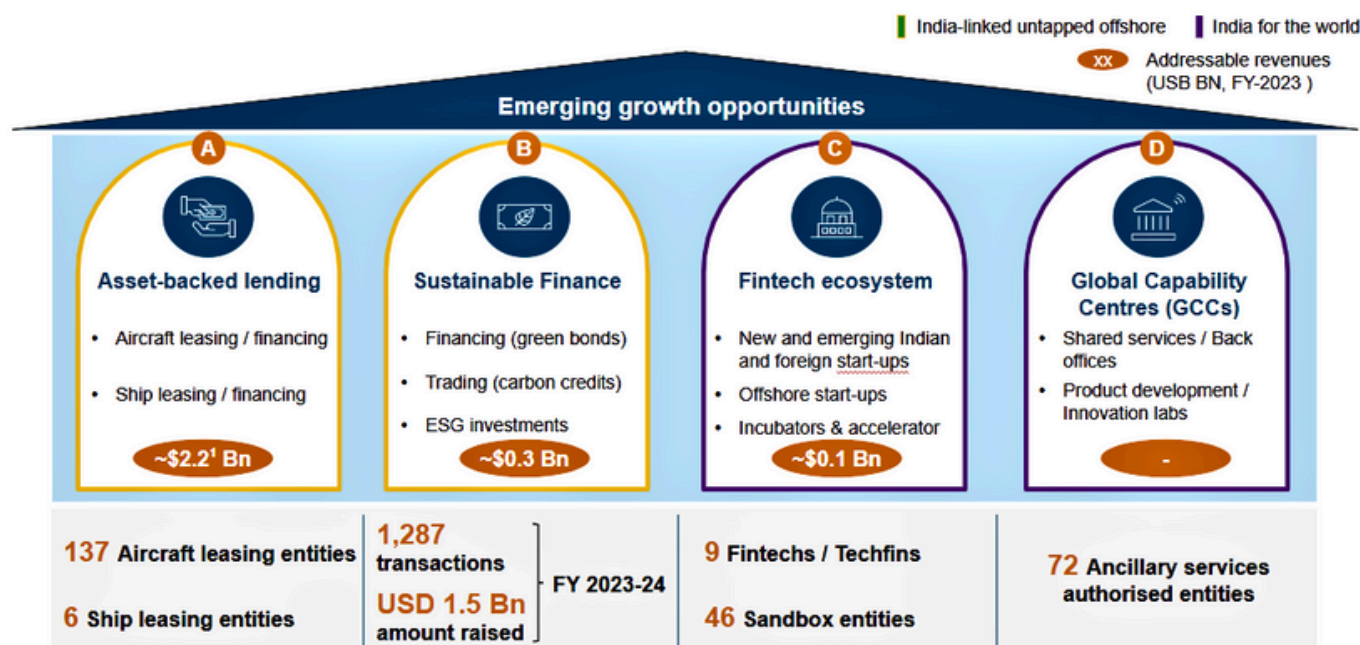 India-linked untapped offshore
India for the world
XX
Addressable revenues
(USB BN, FY-2023 )
Emerging growth opportunities
A
Asset-backed lending
• Aircraft leasing / financing
• Ship leasing / financing
~$2.2¹ Bn
B
Sustainable Finance
• Financing (green bonds)
• Trading (carbon credits)
• ESG investments
~$0.3 Bn
C
Fintech ecosystem
• New and emerging Indian
and foreign start-ups
• Offshore start-ups
• Incubators & accelerator
~$0.1 Bn
D
Global Capability
Centres (GCCs)
• Shared services / Back
offices
• Product development /
Innovation labs
-
137 Aircraft leasing entities
6 Ship leasing entities
1,287
transactions
USD 1.5 Bn
amount raised
FY 2023-24
9 Fintechs / Techfins
46 Sandbox entities
72 Ancillary services
authorised entities